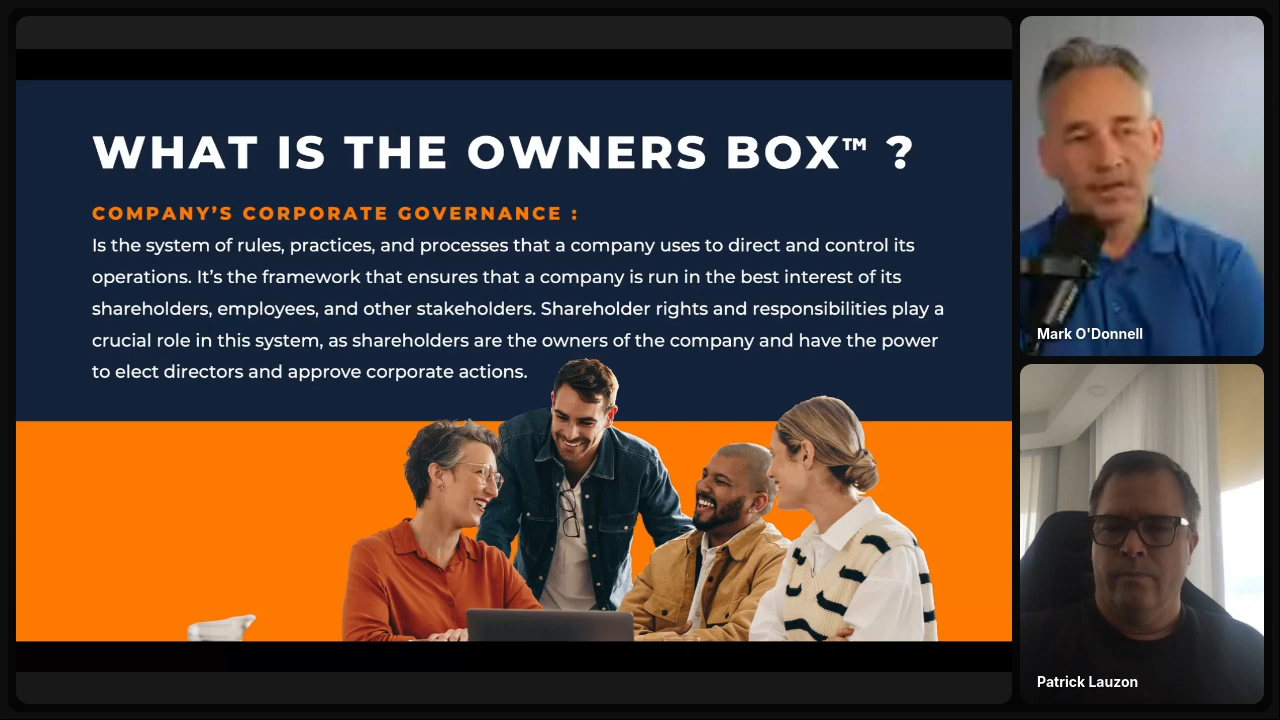 WHAT IS THE OWNERS BOX™ ?
COMPANY’S CORPORATE GOVERNANCE :
Is the system of rules, practices, and processes that a company uses to direct and control its
operations. It’s the framework that ensures that a company is run in the best interest of its
shareholders, employees, and other stakeholders. Shareholder rights and responsibilities play a
crucial role in this system, as shareholders are the owners of the company and have the power
to elect directors and approve corporate actions.
Mark O'Donnell
Patrick Lauzon